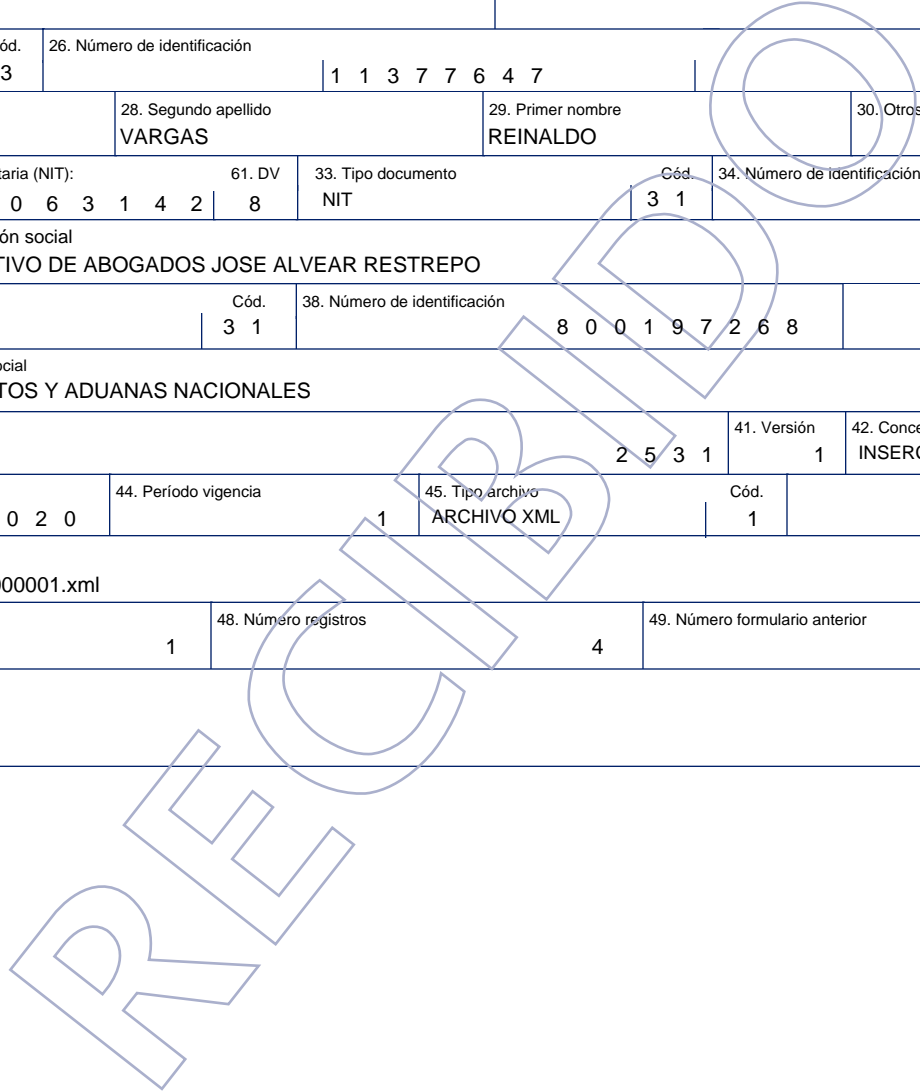 ód. 26. Número de identificación
3 1 1 3 7 7 6 4 7
28. Segundo apellido 29. Primer nombre 30. Otros
VARGAS REINALDO
taria (NIT): 61. DV 33. Tipo documento Cód. 34. Número de identificación
0 6 3 1 4 2 8 NIT 3 1
ón social
TIVO DE ABOGADOS JOSE ALVEAR RESTREPO
Cód. 38. Número de identificación
3 1 8 0 0 1 9 7 2 6 8
ocial
TOS Y ADUANAS NACIONALES
41. Versión 42. Conce
2 5 3 1 1 INSERC
44. Período vigencia 45. Tipo archivo Cód.
0 2 0 1 ARCHIVO XML 1
000001.xml
48. Número registros 49. Número formulario anterior
1 4
RECIBIDO